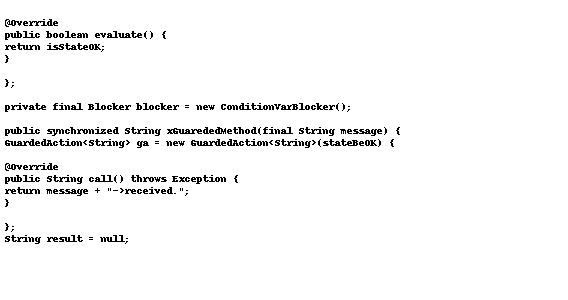 @Override
public boolean evaluate() {
return isStateOK;
}
};
private final Blocker blocker = new ConditionVarBlocker();
public synchronized String xGuarededMethod(final String message) {
GuardedAction<String> ga = new GuardedAction<String>(stateBeOK) {
@Override
public String call() throws Exception {
return message + "->received.";
}
};
String result = null;